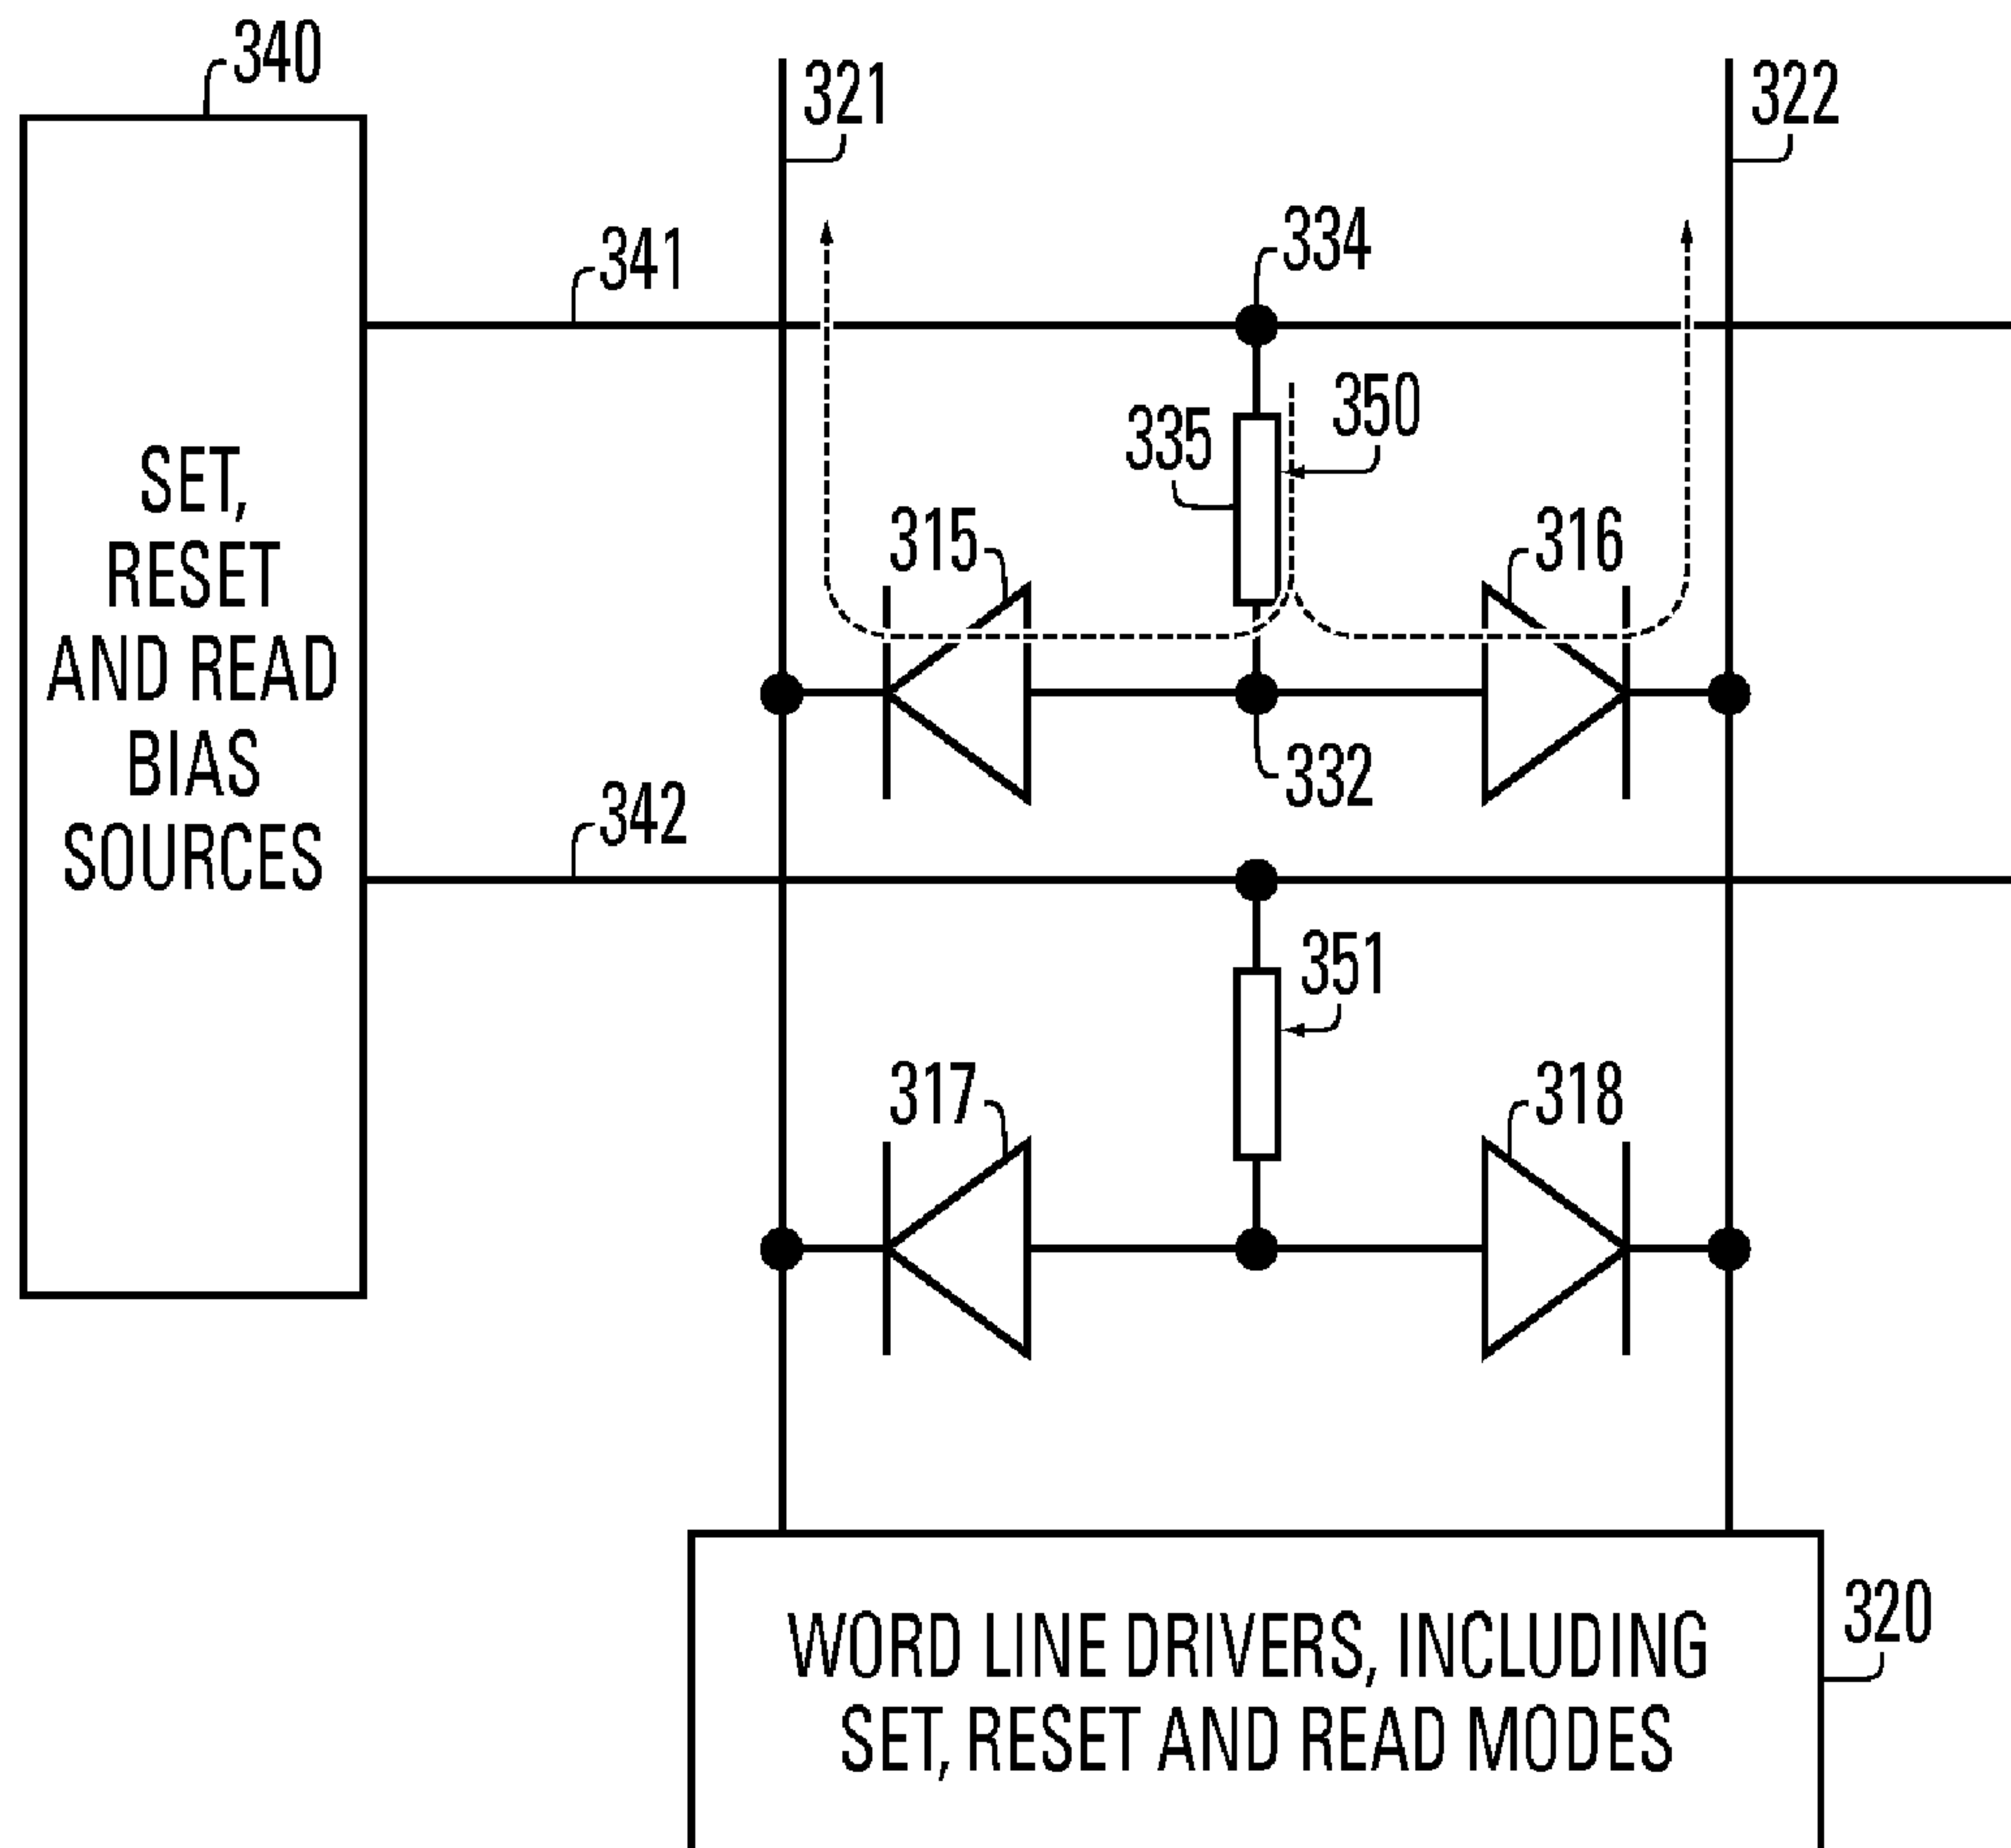 340
321
322
341
334
335
350
315
316
332
SET,
RESET
AND READ
BIAS
SOURCES
342
351
317
318
320
WORD LINE DRIVERS, INCLUDING
SET, RESET AND READ MODES